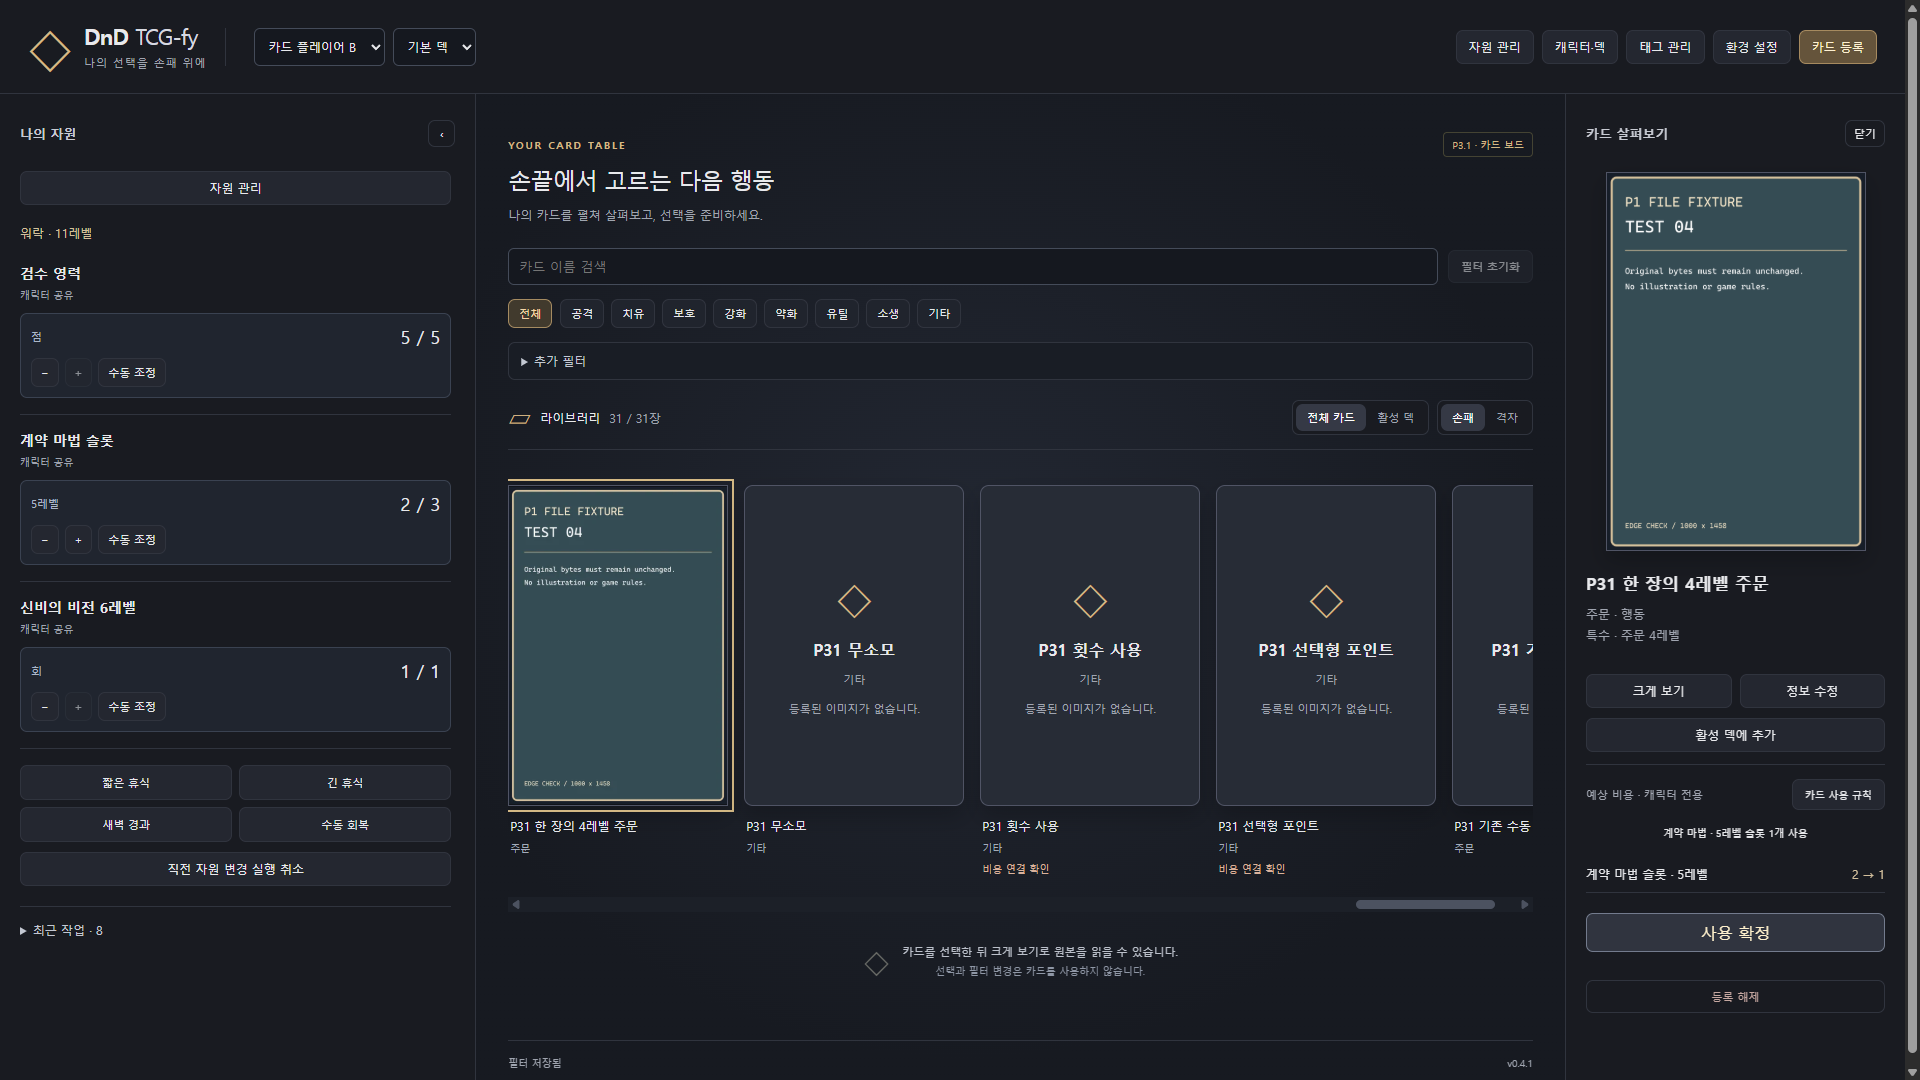 DnD TCG-fy
나의 선택을 손패 위에
카드 플레이어 B
기본 덱
자원 관리
캐릭터·덱
태그 관리
환경 설정
카드 등록
나의 자원
‹
자원 관리
워락 · 11레벨
검수 영력
캐릭터 공유
점
5 / 5
−
+
수동 조정
계약 마법 슬롯
캐릭터 공유
5레벨
2 / 3
−
+
수동 조정
신비의 비전 6레벨
캐릭터 공유
회
1 / 1
−
+
수동 조정
짧은 휴식
긴 휴식
새벽 경과
수동 회복
직전 자원 변경 실행 취소
▶ 최근 작업 · 8
YOUR CARD TABLE
P3.1 · 카드 보드
손끝에서 고르는 다음 행동
나의 카드를 펼쳐 살펴보고, 선택을 준비하세요.
카드 이름 검색
필터 초기화
전체
공격
치유
보호
강화
약화
유틸
소생
기타
▶ 추가 필터
라이브러리 31 / 31장
전체 카드
활성 덱
손패
격자
P1 FILE FIXTURE
TEST 04
Original bytes must remain unchanged.
No illustration or game rules.
EDGE CHECK / 1000 x 1458
P31 한 장의 4레벨 주문
주문
P31 무소모
기타
등록된 이미지가 없습니다.
P31 무소모
기타
P31 횟수 사용
기타
등록된 이미지가 없습니다.
P31 횟수 사용
기타
비용 연결 확인
P31 선택형 포인트
기타
등록된 이미지가 없습니다.
P31 선택형 포인트
기타
비용 연결 확인
P31
등록된
P31 기존 수동
주문
카드를 선택한 뒤 크게 보기로 원본을 읽을 수 있습니다.
선택과 필터 변경은 카드를 사용하지 않습니다.
필터 저장됨
v0.4.1
카드 살펴보기
닫기
P1 FILE FIXTURE
TEST 04
Original bytes must remain unchanged.
No illustration or game rules.
EDGE CHECK / 1000 x 1458
P31 한 장의 4레벨 주문
주문 · 행동
특수 · 주문 4레벨
크게 보기
정보 수정
활성 덱에 추가
예상 비용 · 캐릭터 전용
카드 사용 규칙
계약 마법 · 5레벨 슬롯 1개 사용
계약 마법 슬롯 · 5레벨
2 → 1
사용 확정
등록 해제